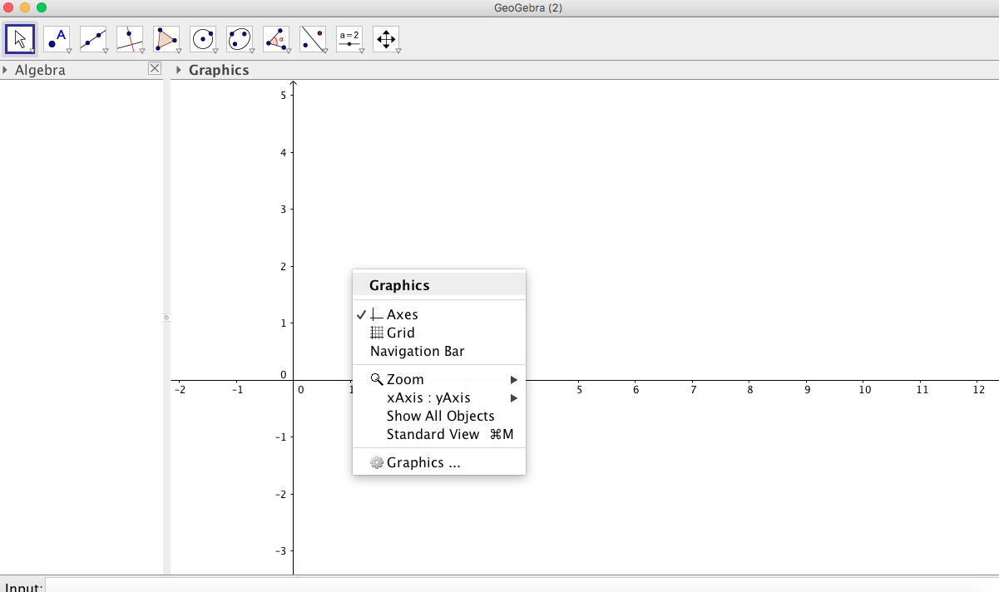 GeoGebra (2)
A
α
a=2
Algebra
Graphics
5
4
3
2
1
0
-2 -1 0 1 5 6 7 8 9 10 11 12
-1
-2
-3
Graphics
Axes
Grid
Navigation Bar
Zoom
xAxis : yAxis
Show All Objects
Standard View ⌘M
Graphics ...
Input: